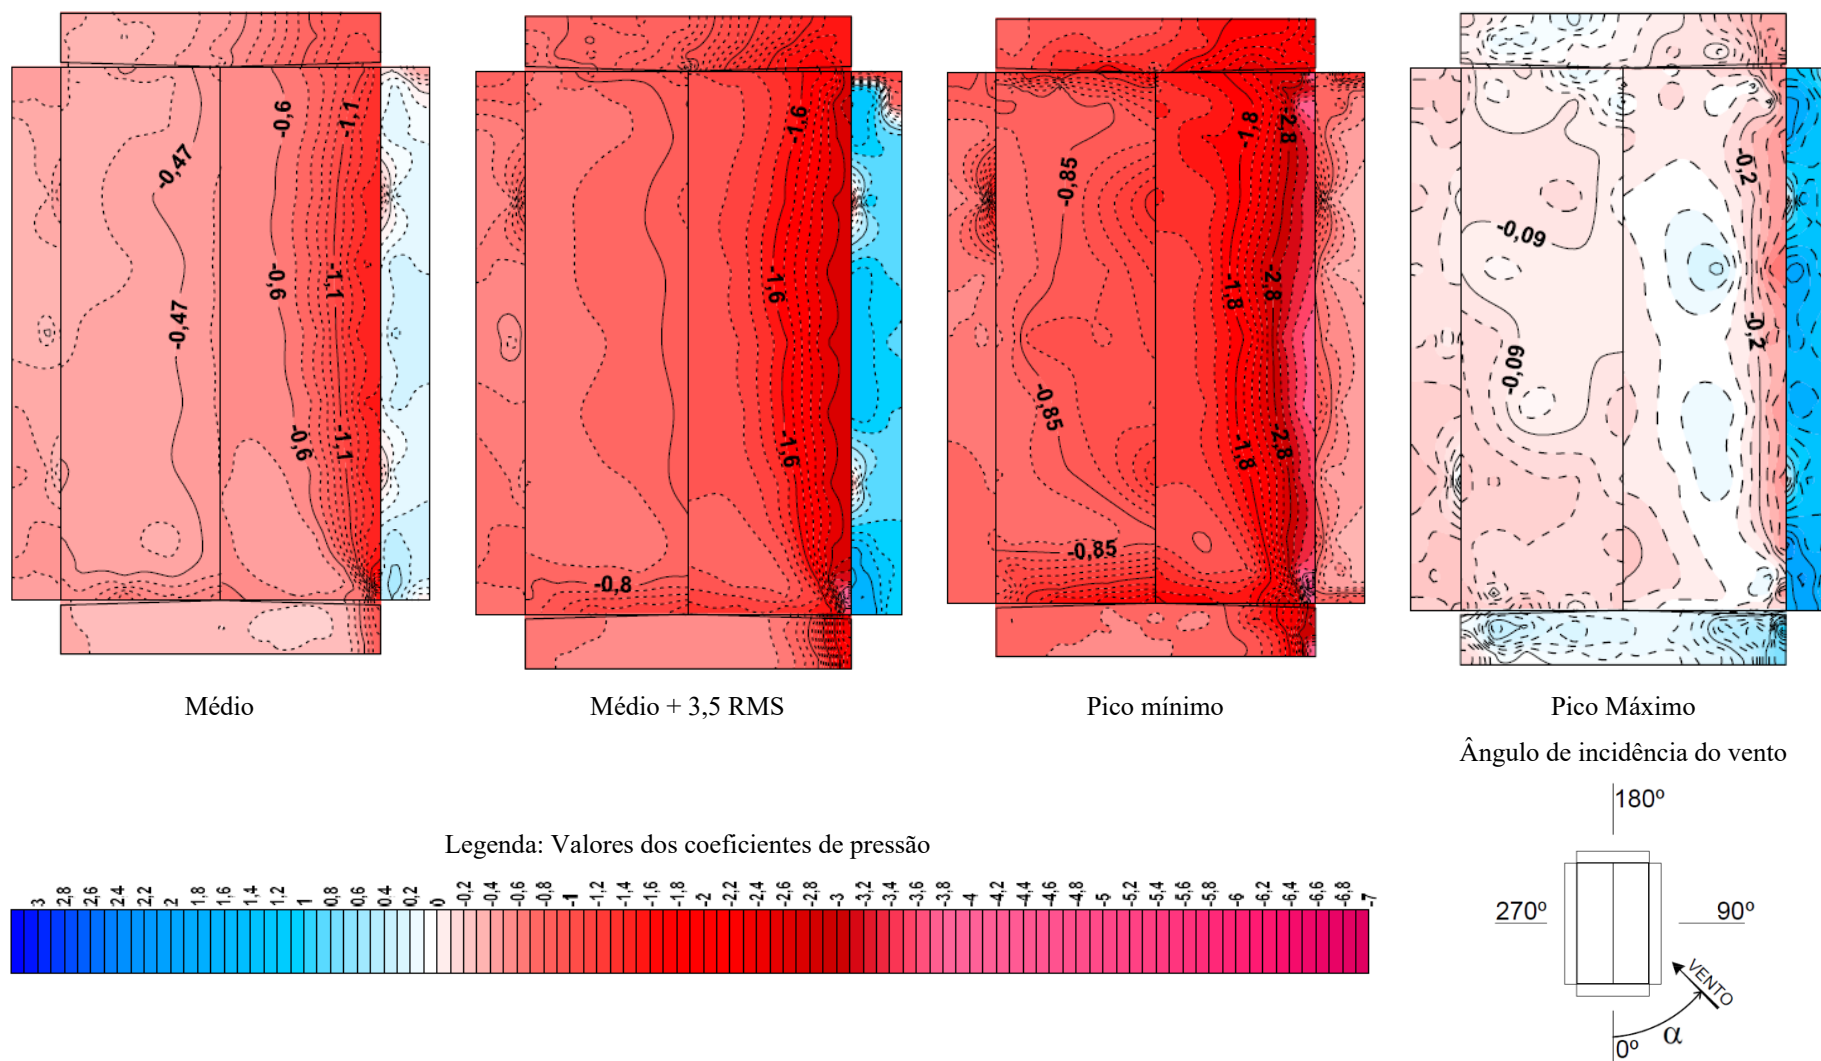 -0,6
-1,1
-0,47
-0,6
-1,1
-0,47
-0,6
-1,1
-1,6
-1,6
-1,6
-0,8
-1,8
-2,8
-0,85
-1,8
-2,8
-0,85
-1,8
-2,8
-0,85
-0,2
-0,09
-0,2
-0,09
Médio
Médio + 3,5 RMS
Pico mínimo
Pico Máximo
Ângulo de incidência do vento
180º
270º
90º
VENTO
α
0º
Legenda: Valores dos coeficientes de pressão
3 2,8 2,6 2,4 2,2 2 1,8 1,6 1,4 1,2 1 0,8 0,6 0,4 0,2 0 -0,2 -0,4 -0,6 -0,8 -1 -1,2 -1,4 -1,6 -1,8 -2 -2,2 -2,4 -2,6 -2,8 -3 -3,2 -3,4 -3,6 -3,8 -4 -4,2 -4,4 -4,6 -4,8 -5 -5,2 -5,4 -5,6 -5,8 -6 -6,2 -6,4 -6,6 -6,8 -7